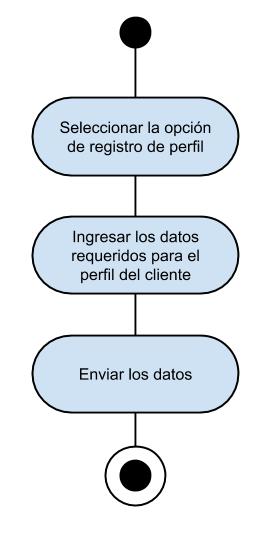 Seleccionar la opción
de registro de perfil
Ingresar los datos
requeridos para el
perfil del cliente
Enviar los datos